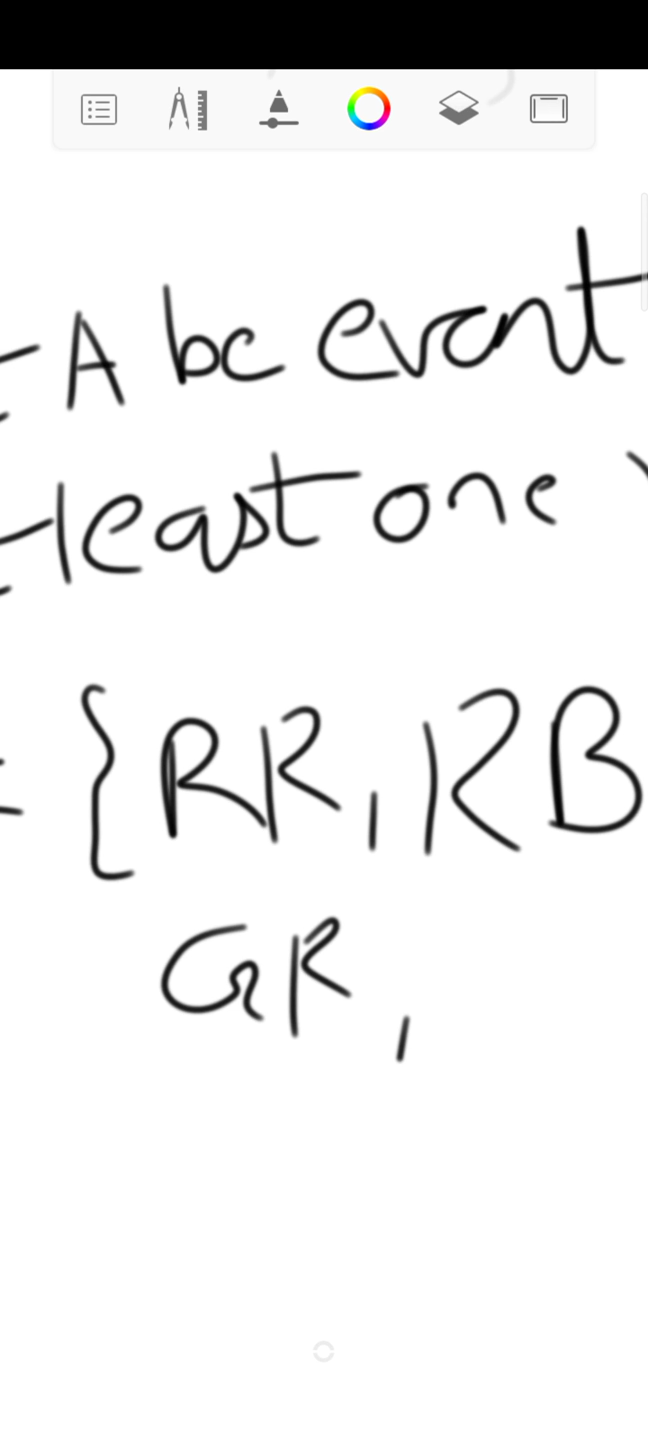 A be event
least one
= {RR, RB
GR,